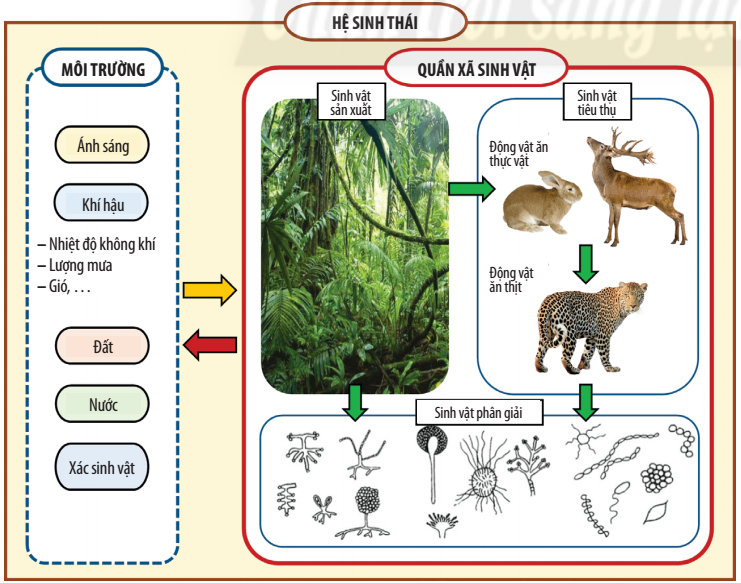 HỆ SINH THÁI
MÔI TRƯỜNG
Ánh sáng
Khí hậu
– Nhiệt độ không khí
– Lượng mưa
– Gió, …
Đất
Nước
Xác sinh vật
QUẦN XÃ SINH VẬT
Sinh vật
sản xuất
Sinh vật
tiêu thụ
Động vật ăn
thực vật
Động vật
ăn thịt
Sinh vật phân giải